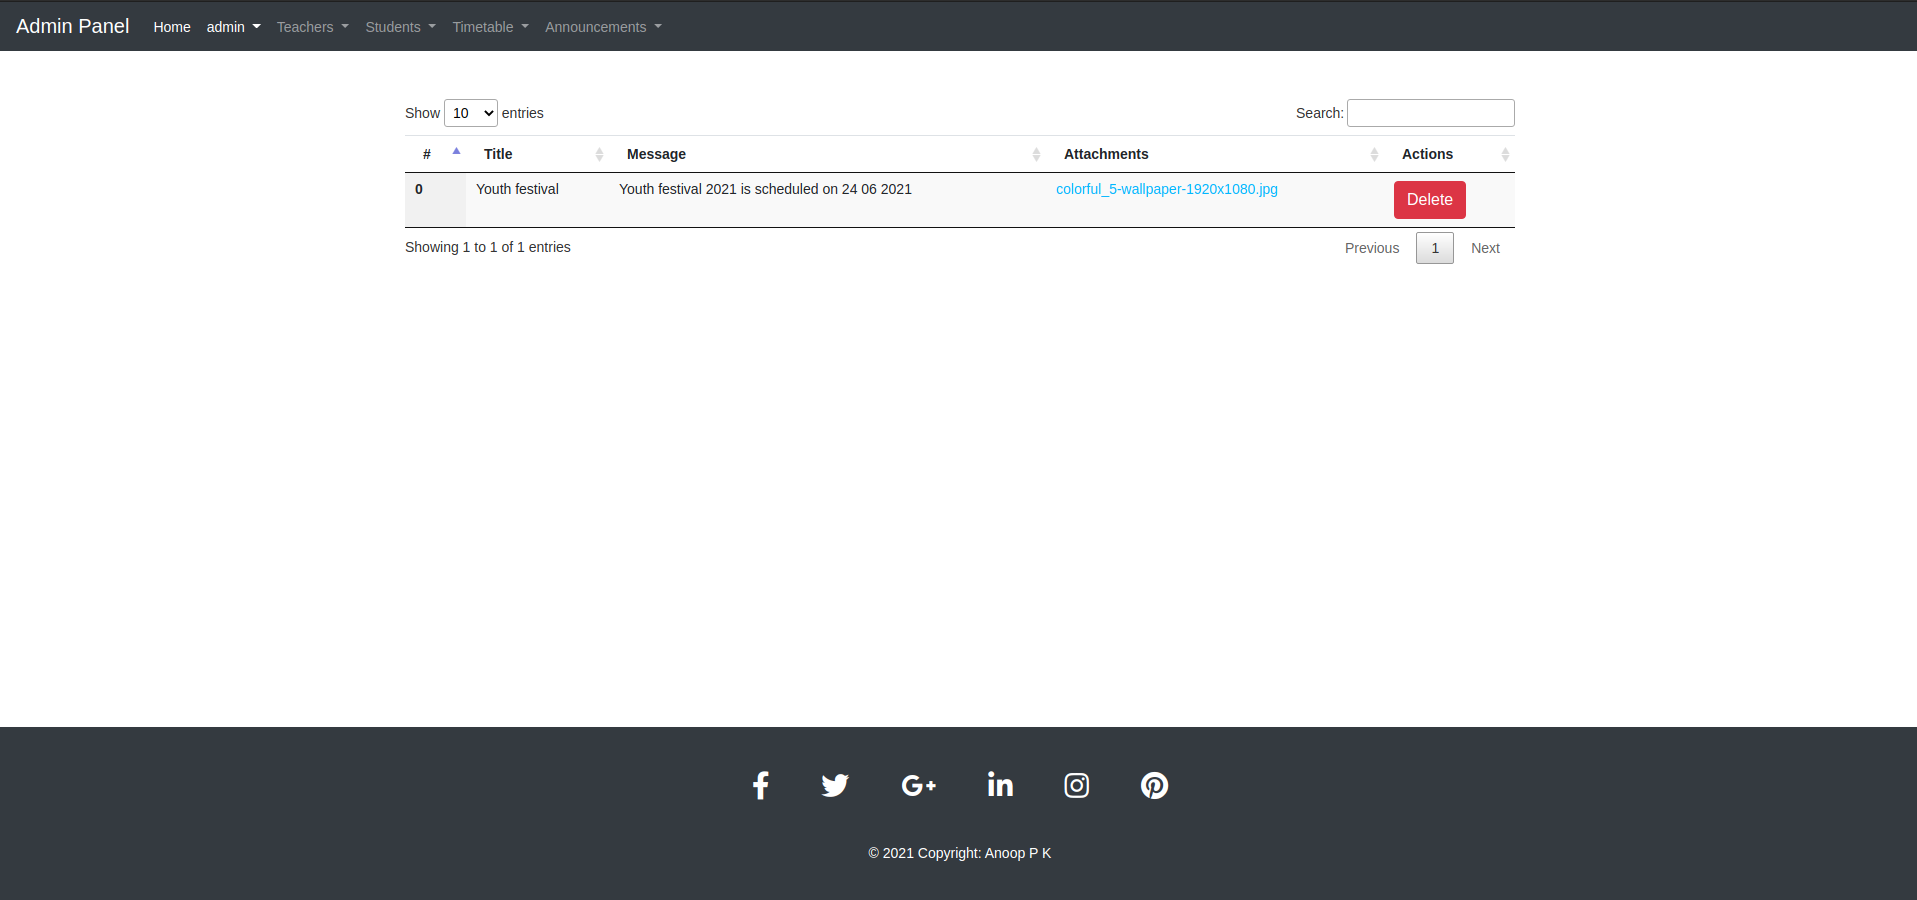 Admin Panel Home admin Teachers Students Timetable Announcements
Show 10 entries Search:
# Title Message Attachments Actions
0 Youth festival Youth festival 2021 is scheduled on 24 06 2021 colorful_5-wallpaper-1920x1080.jpg Delete
Showing 1 to 1 of 1 entries Previous 1 Next
© 2021 Copyright: Anoop P K